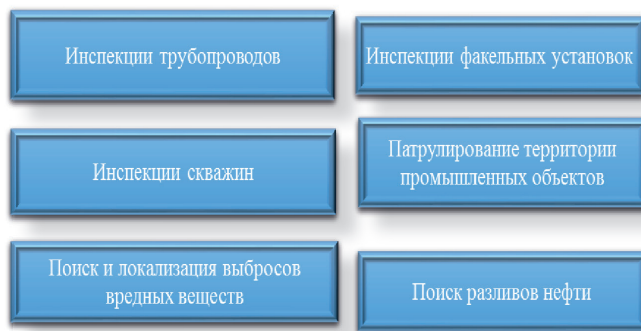 Инспекции трубопроводов
Инспекции факельных установок
Инспекции скважин
Патрулирование территории
промышленных объектов
Поиск и локализация выбросов
вредных веществ
Поиск разливов нефти